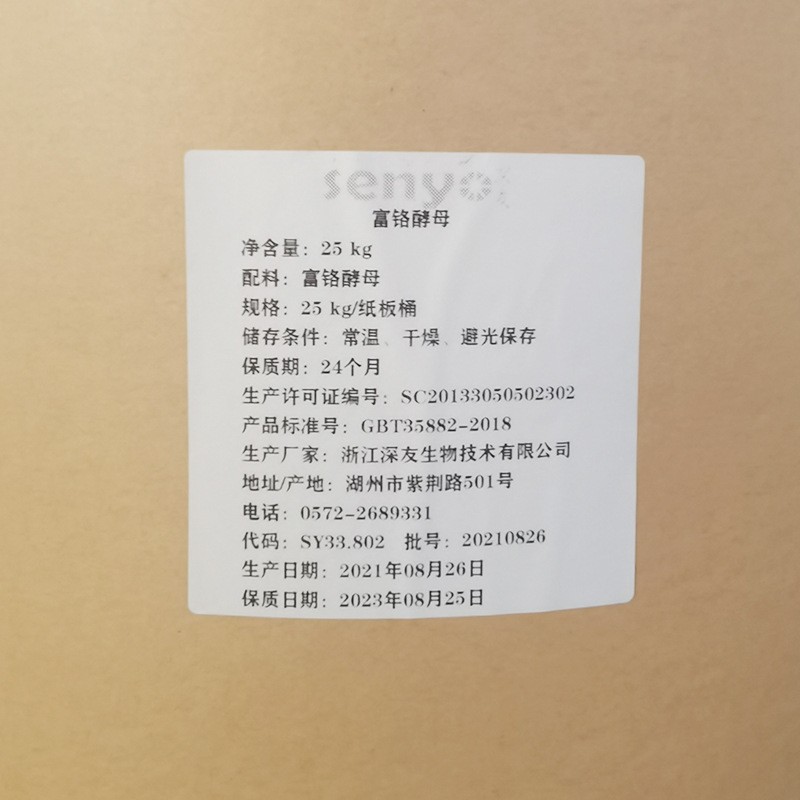 senyo
富铬酵母
净含量：25 kg
配料：富铬酵母
规格：25 kg/纸板桶
储存条件：常温、干燥、避光保存
保质期：24个月
生产许可证编号：SC20133050502302
产品标准号：GBT35882-2018
生产厂家：浙江深友生物技术有限公司
地址/产地：湖州市紫荆路501号
电话：0572-2689331
代码：SY33.802 批号：20210826
生产日期：2021年08月26日
保质日期：2023年08月25日